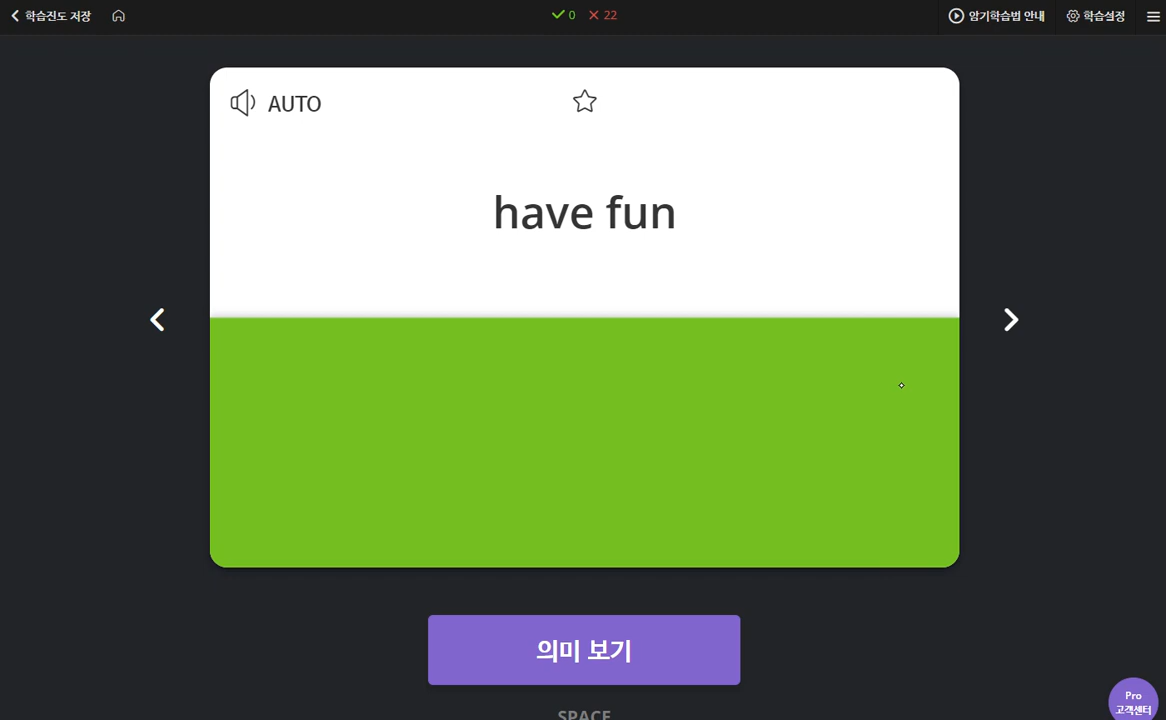 학습진도 저장
0 22
암기학습법 안내
학습설정
AUTO
have fun
의미 보기
SPACE
Pro
고객센터